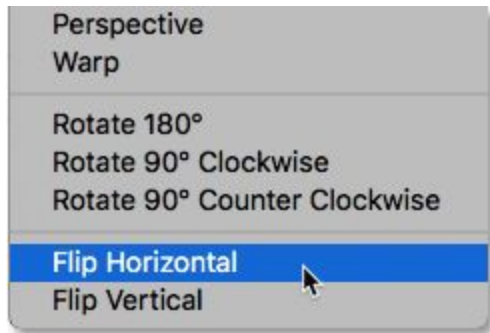 Perspective
Warp
Rotate 180°
Rotate 90° Clockwise
Rotate 90° Counter Clockwise
Flip Horizontal
Flip Vertical